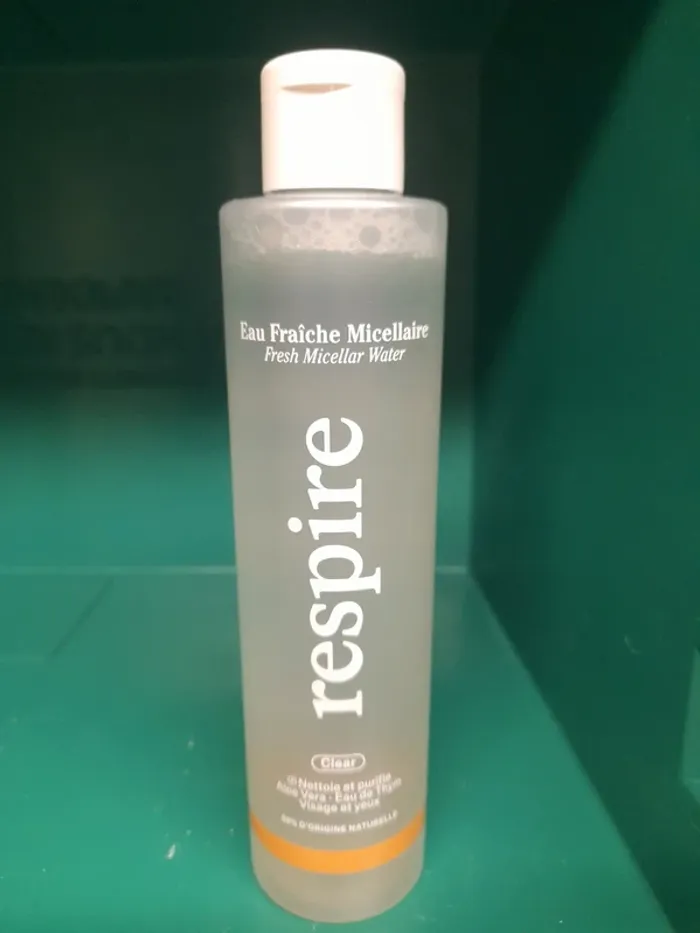 Eau Fraîche Micellaire
Fresh Micellar Water
respire
Clear
Nettoie et purifie
Aloe Vera - Eau de Thym
Visage et yeux
99% D'ORIGINE NATURELLE